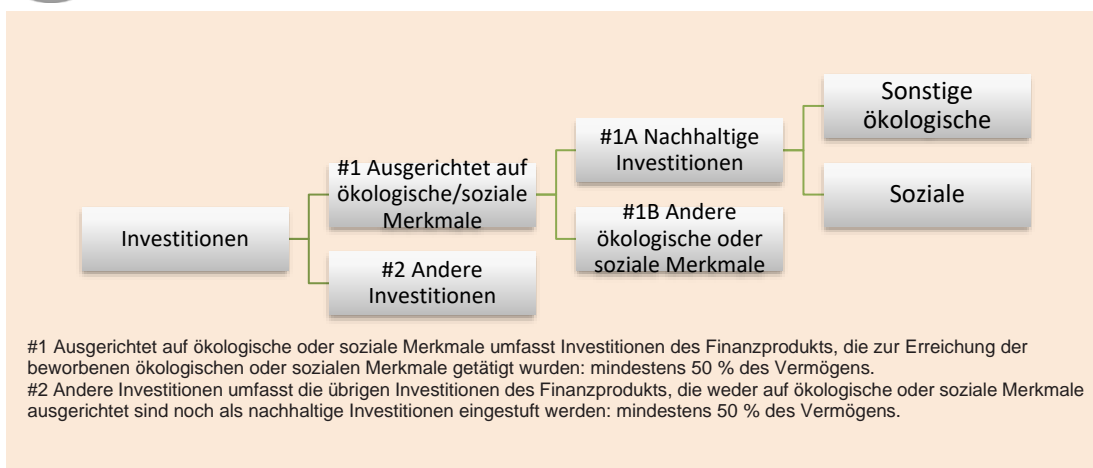 Investitionen
#1 Ausgerichtet auf
ökologische/soziale
Merkmale
#2 Andere
Investitionen
#1A Nachhaltige
Investitionen
#1B Andere
ökologische oder
soziale Merkmale
Sonstige
ökologische
Soziale
#1 Ausgerichtet auf ökologische oder soziale Merkmale umfasst Investitionen des Finanzprodukts, die zur Erreichung der
beworbenen ökologischen oder sozialen Merkmale getätigt wurden: mindestens 50 % des Vermögens.
#2 Andere Investitionen umfasst die übrigen Investitionen des Finanzprodukts, die weder auf ökologische oder soziale Merkmale
ausgerichtet sind noch als nachhaltige Investitionen eingestuft werden: mindestens 50 % des Vermögens.